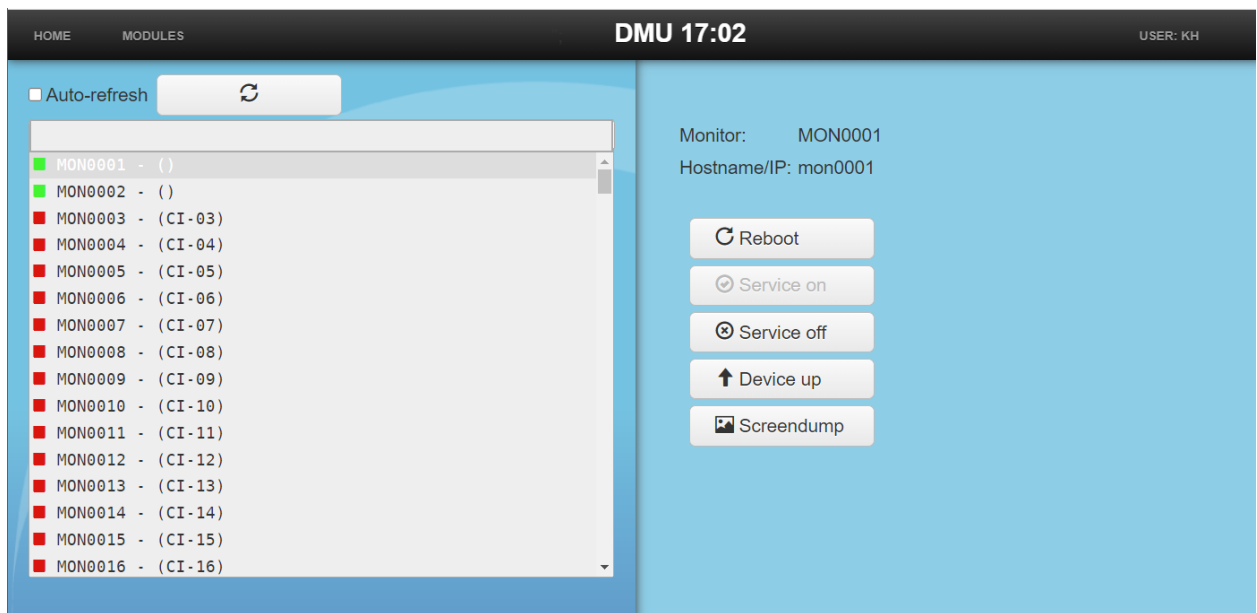 HOME MODULES DMU 17:02 USER: KH
Auto-refresh
MON0001 - ()
MON0002 - ()
MON0003 - (CI-03)
MON0004 - (CI-04)
MON0005 - (CI-05)
MON0006 - (CI-06)
MON0007 - (CI-07)
MON0008 - (CI-08)
MON0009 - (CI-09)
MON0010 - (CI-10)
MON0011 - (CI-11)
MON0012 - (CI-12)
MON0013 - (CI-13)
MON0014 - (CI-14)
MON0015 - (CI-15)
MON0016 - (CI-16)
Monitor: MON0001
Hostname/IP: mon0001
Reboot
Service on
Service off
Device up
Screendump